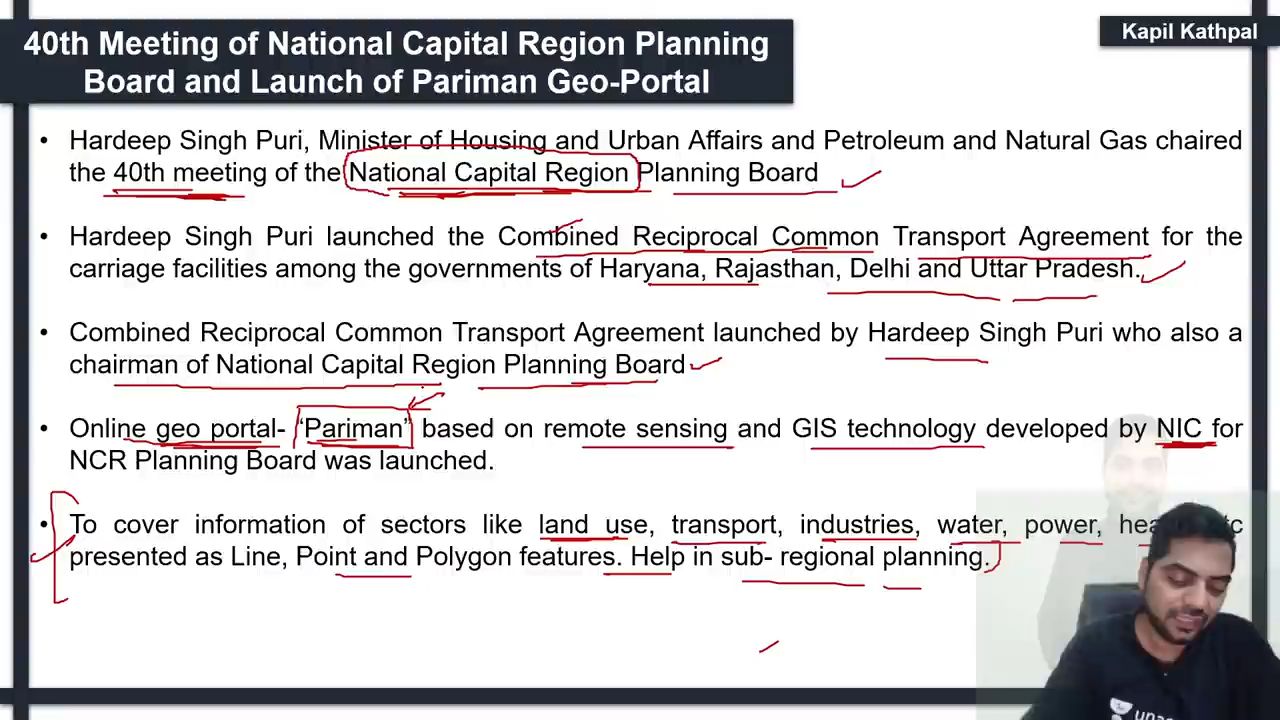 Kapil Kathpal
40th Meeting of National Capital Region Planning
Board and Launch of Pariman Geo-Portal
• Hardeep Singh Puri, Minister of Housing and Urban Affairs and Petroleum and Natural Gas chaired
the 40th meeting of the National Capital Region Planning Board
• Hardeep Singh Puri launched the Combined Reciprocal Common Transport Agreement for the
carriage facilities among the governments of Haryana, Rajasthan, Delhi and Uttar Pradesh.
• Combined Reciprocal Common Transport Agreement launched by Hardeep Singh Puri who also a
chairman of National Capital Region Planning Board
• Online geo portal- ‘Pariman” based on remote sensing and GIS technology developed by NIC for
NCR Planning Board was launched.
• To cover information of sectors like land use, transport, industries, water, power,
presented as Line, Point and Polygon features. Help in sub- regional planning.